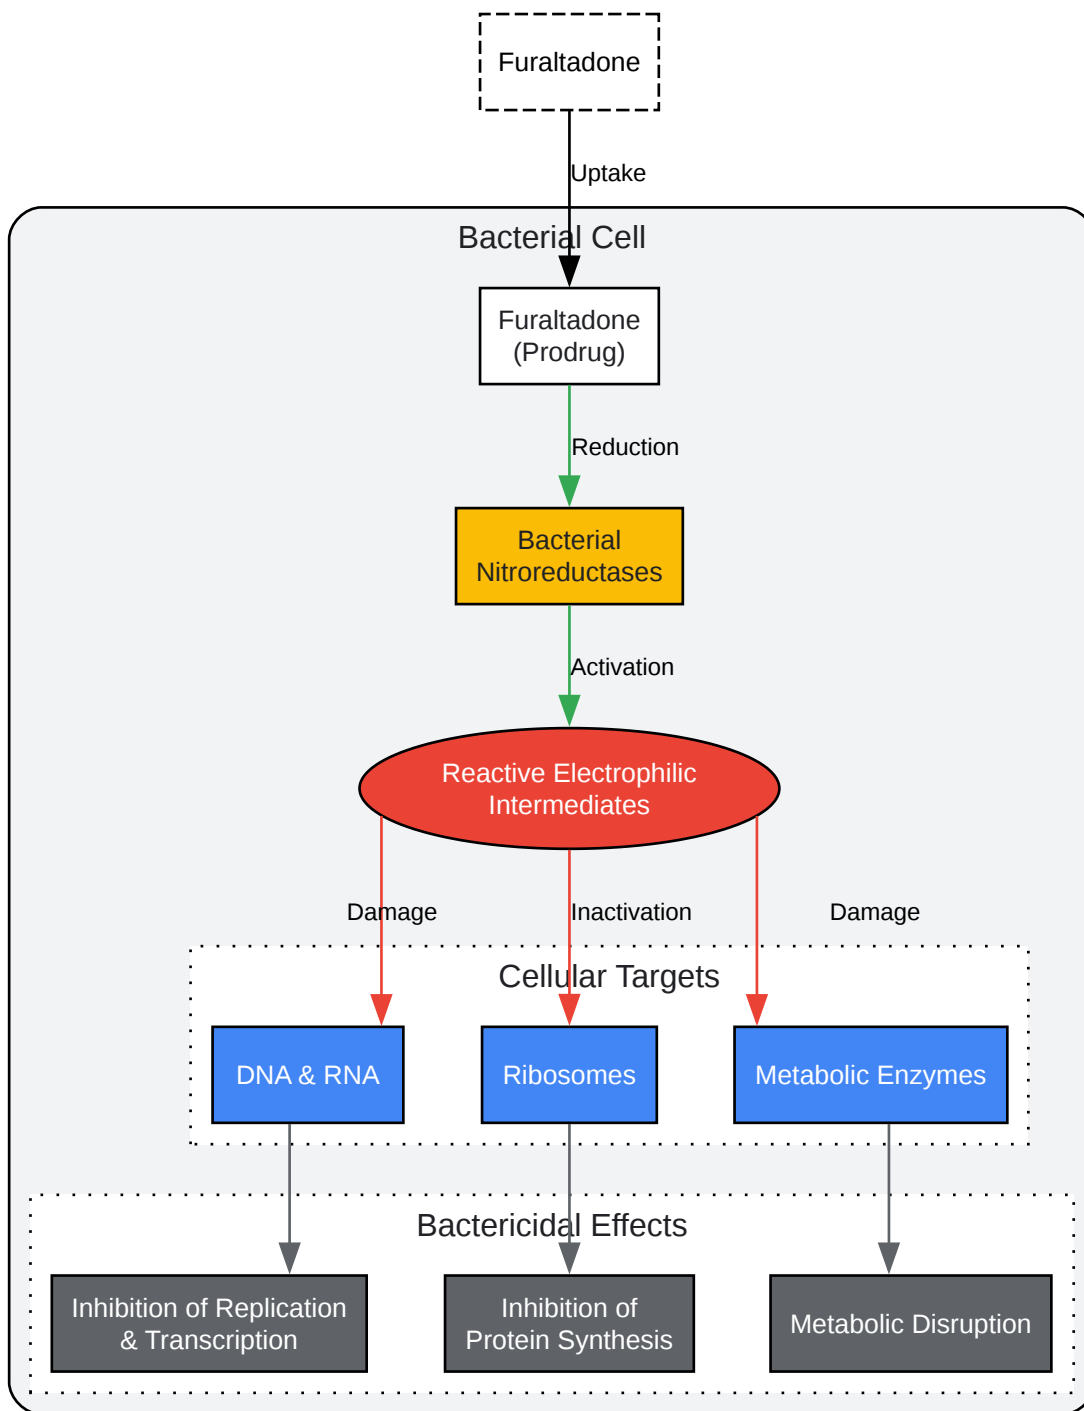 Furaltadone
Uptake
Bacterial Cell
Furaltadone
(Prodrug)
Reduction
Bacterial
Nitroreductases
Activation
Reactive Electrophilic
Intermediates
Damage
Inactivation
Damage
Cellular Targets
DNA & RNA
Ribosomes
Metabolic Enzymes
Bactericidal Effects
Inhibition of Replication
& Transcription
Inhibition of
Protein Synthesis
Metabolic Disruption